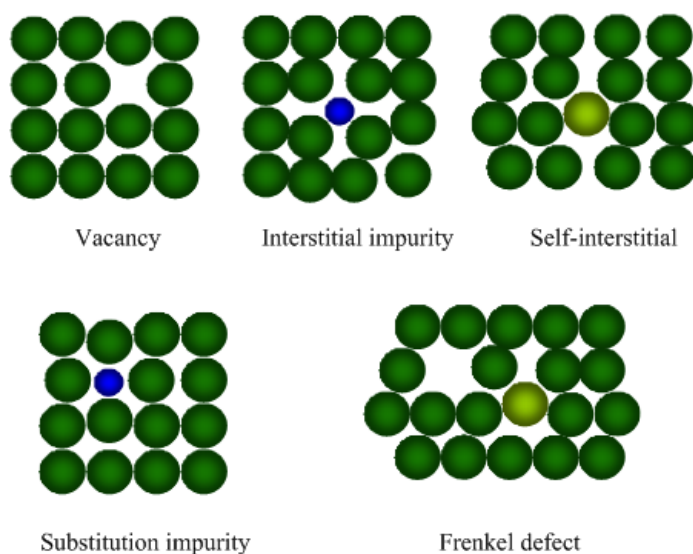 Vacancy
Interstitial impurity
Self-interstitial
Substitution impurity
Frenkel defect